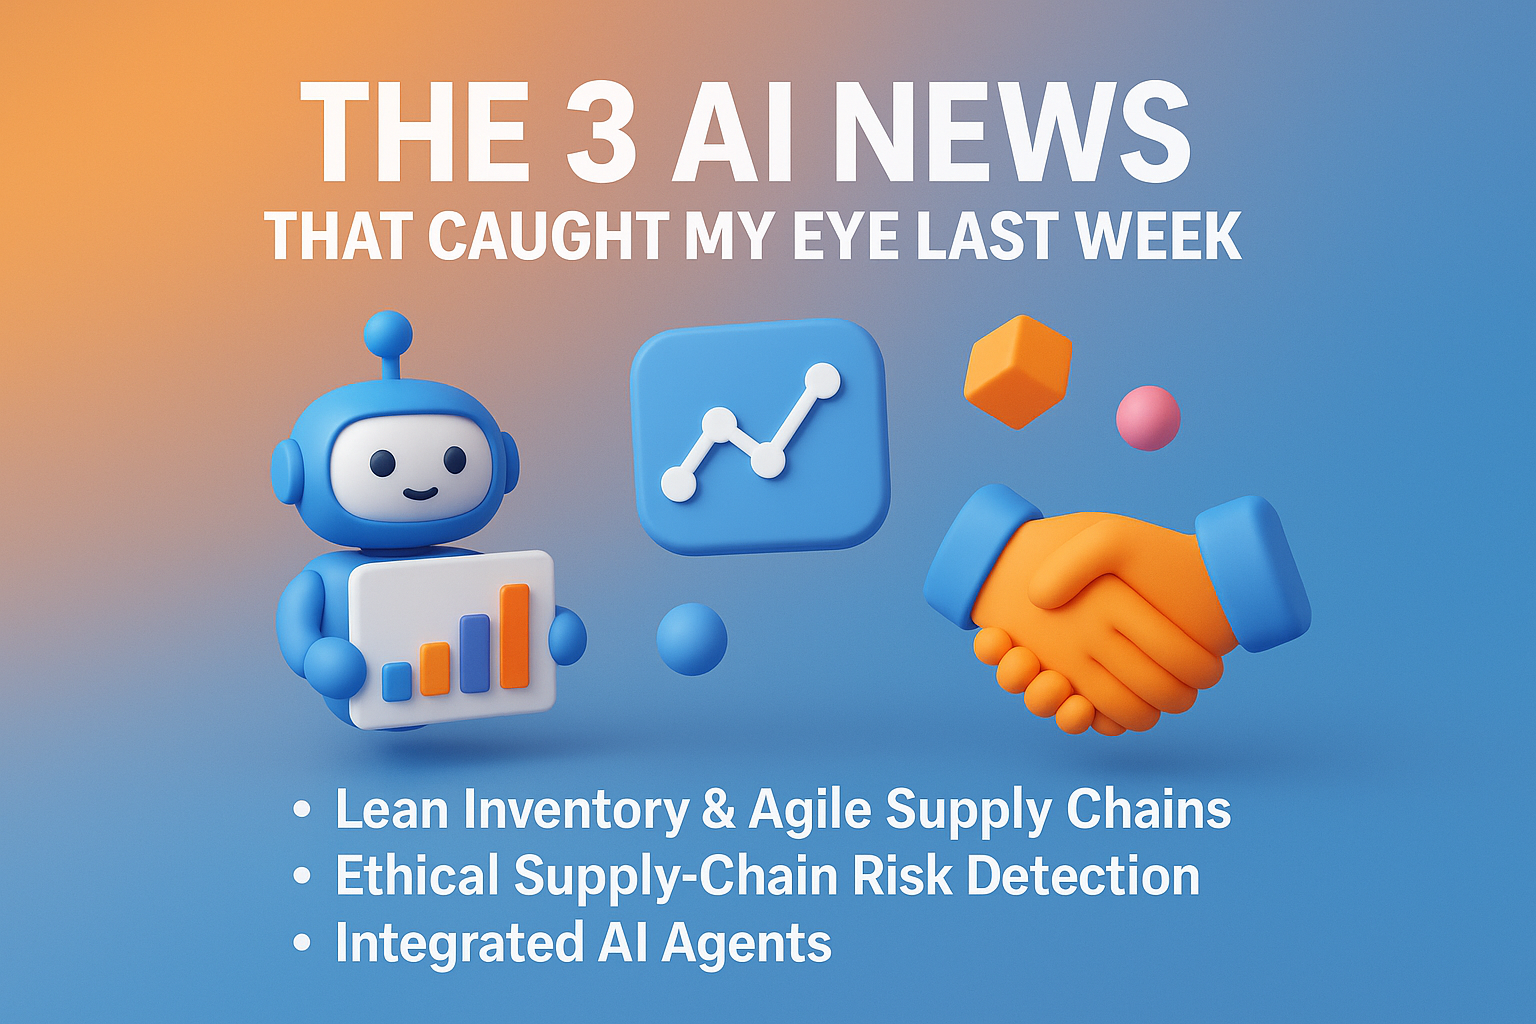 THE 3 AI NEWS
THAT CAUGHT MY EYE LAST WEEK
• Lean Inventory & Agile Supply Chains
• Ethical Supply-Chain Risk Detection
• Integrated AI Agents